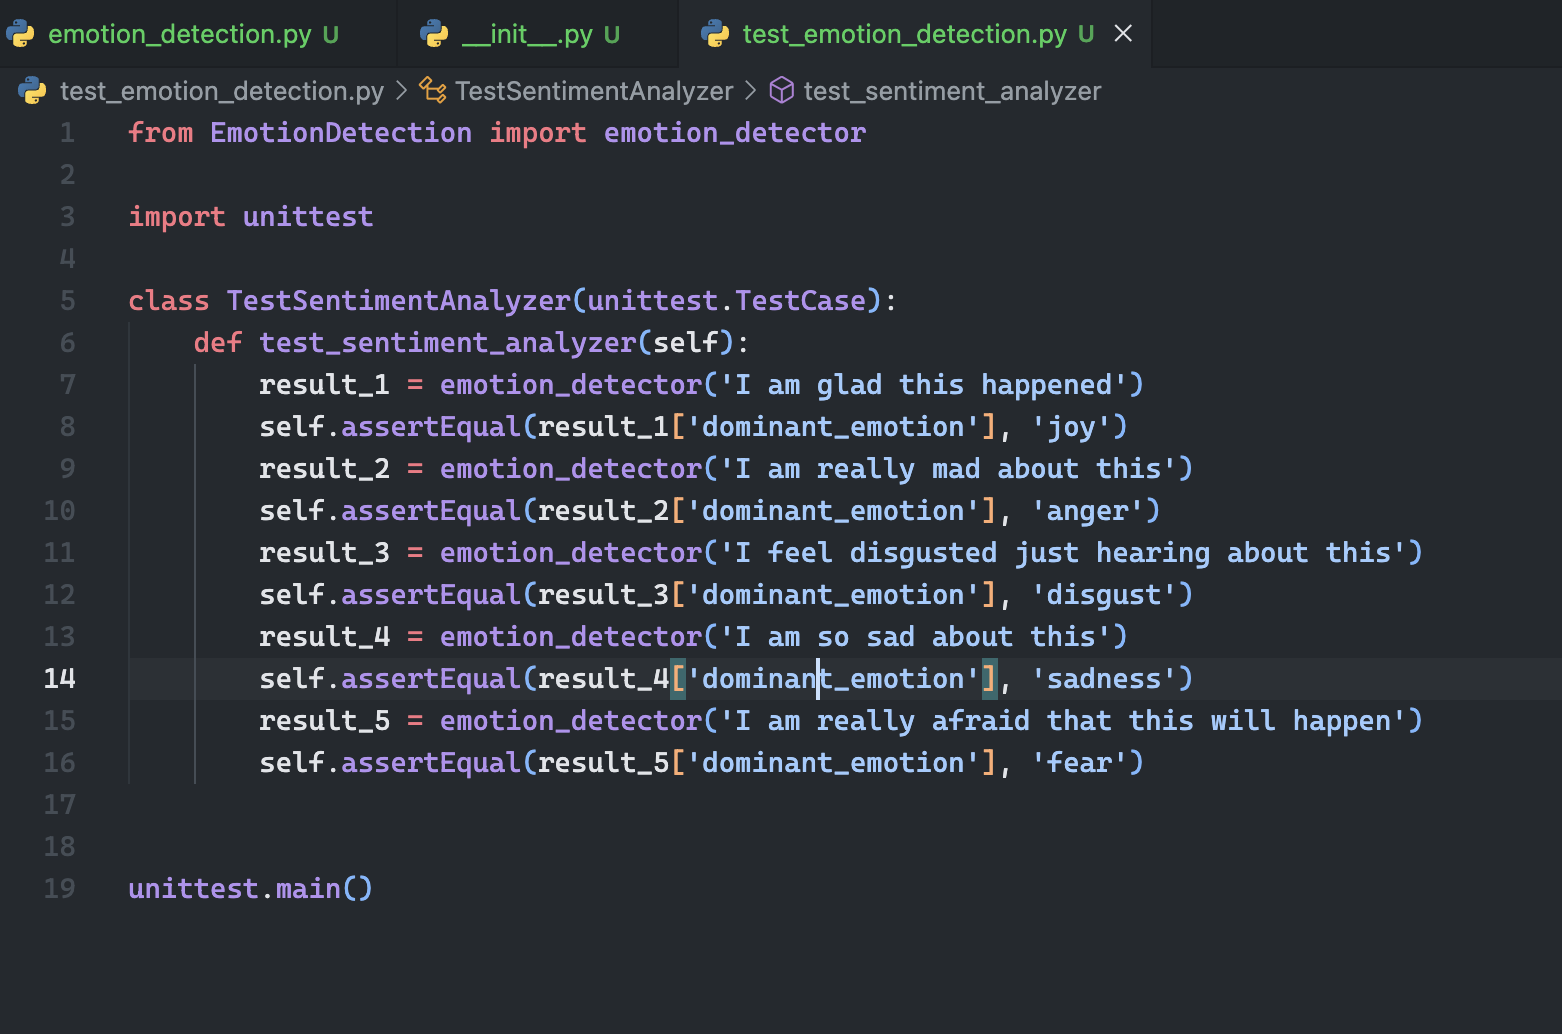 emotion_detection.py U __init__.py U test_emotion_detection.py U
test_emotion_detection.py > TestSentimentAnalyzer > test_sentiment_analyzer
1 from EmotionDetection import emotion_detector
2
3 import unittest
4
5 class TestSentimentAnalyzer(unittest.TestCase):
6     def test_sentiment_analyzer(self):
7         result_1 = emotion_detector('I am glad this happened')
8         self.assertEqual(result_1['dominant_emotion'], 'joy')
9         result_2 = emotion_detector('I am really mad about this')
10         self.assertEqual(result_2['dominant_emotion'], 'anger')
11         result_3 = emotion_detector('I feel disgusted just hearing about this')
12         self.assertEqual(result_3['dominant_emotion'], 'disgust')
13         result_4 = emotion_detector('I am so sad about this')
14         self.assertEqual(result_4['dominant_emotion'], 'sadness')
15         result_5 = emotion_detector('I am really afraid that this will happen')
16         self.assertEqual(result_5['dominant_emotion'], 'fear')
17
18
19 unittest.main()